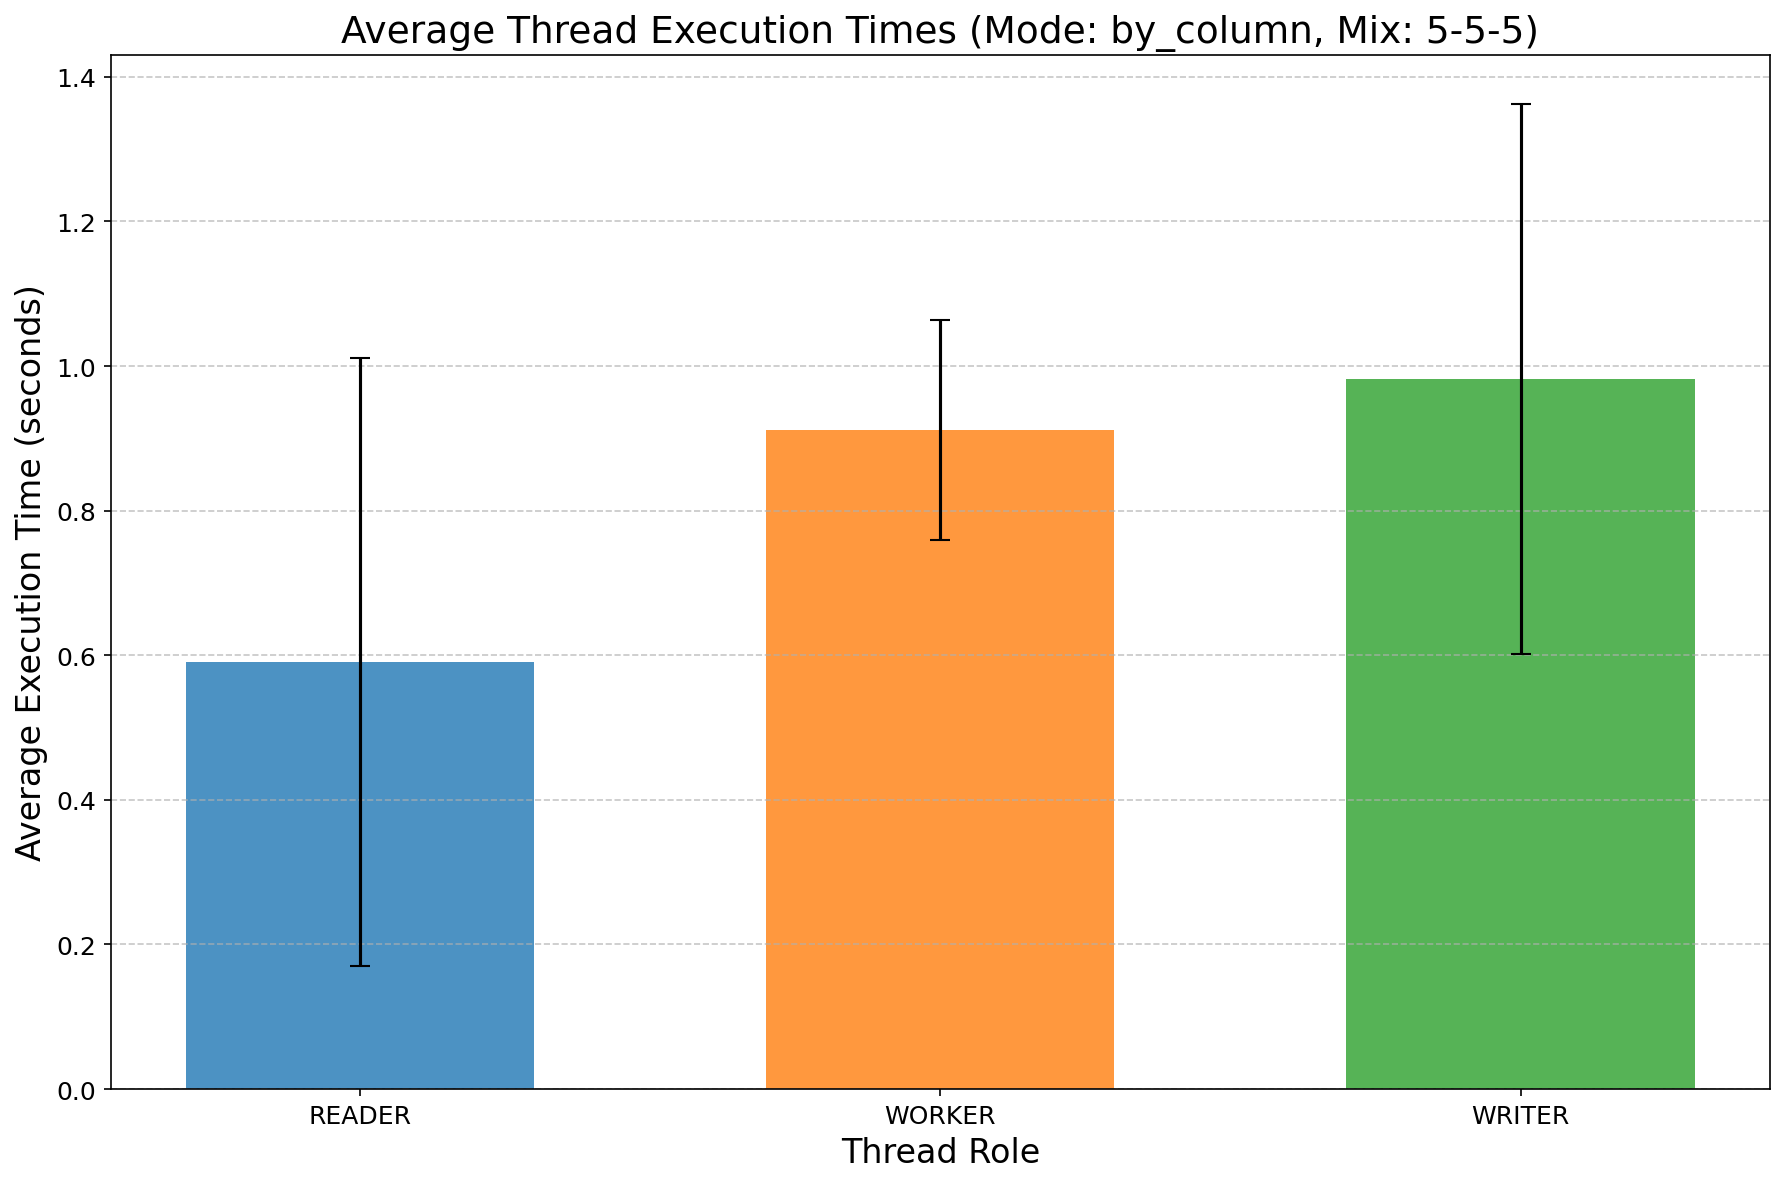 Average Thread Execution Times (Mode: by_column, Mix: 5-5-5)
Average Execution Time (seconds)
1.4
1.2
1.0
0.8
0.6
0.4
0.2
0.0
READER WORKER WRITER
Thread Role